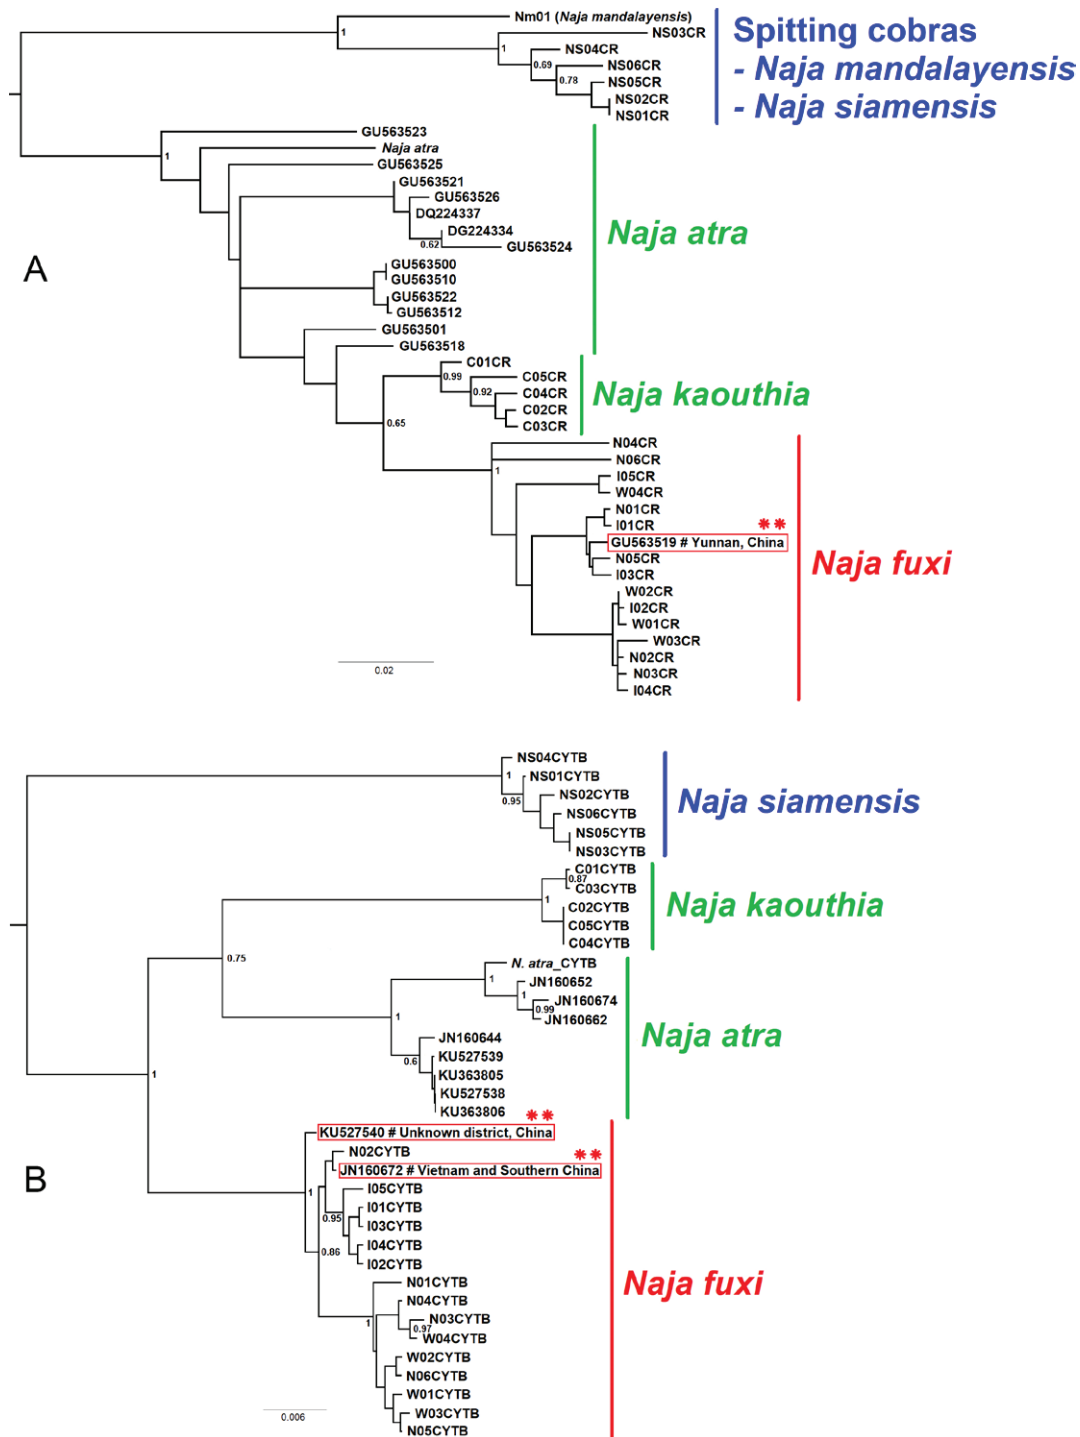 Nm01 (Naja mandalayensis)
1
NS03CR
1
NS04CR
0.69
NS06CR
0.78
NS05CR
NS02CR
NS01CR
Spitting cobras
- Naja mandalayensis
- Naja siamensis
GU563523
1
Naja atra
GU563525
GU563521
GU563526
DQ224337
DG224334
0.62
GU563524
Naja atra
A
GU563500
GU563510
GU563522
GU563512
GU563501
GU563518
C01CR
0.99
C05CR
0.92
C04CR
C02CR
C03CR
0.65
Naja kaouthia
N04CR
N06CR
1
I05CR
W04CR
N01CR
I01CR
**
GU563519 # Yunnan, China
N05CR
I03CR
Naja fuxi
W02CR
I02CR
W01CR
W03CR
N02CR
N03CR
I04CR
0.02
NS04CYTB
1
NS01CYTB
0.95
NS02CYTB
NS06CYTB
NS05CYTB
NS03CYTB
Naja siamensis
C01CYTB
0.87
C03CYTB
1
C02CYTB
C05CYTB
C04CYTB
Naja kaouthia
0.75
N. atra_CYTB
1
JN160652
1
JN160674
0.99
JN160662
1
JN160644
0.6
KU527539
KU363805
KU527538
KU363806
Naja atra
1
**
KU527540 # Unknown district, China
N02CYTB
**
JN160672 # Vietnam and Southern China
B
1
I05CYTB
0.95
I01CYTB
I03CYTB
I04CYTB
0.86
I02CYTB
Naja fuxi
N01CYTB
N04CYTB
1
N03CYTB
0.97
W04CYTB
W02CYTB
N06CYTB
W01CYTB
W03CYTB
N05CYTB
0.006